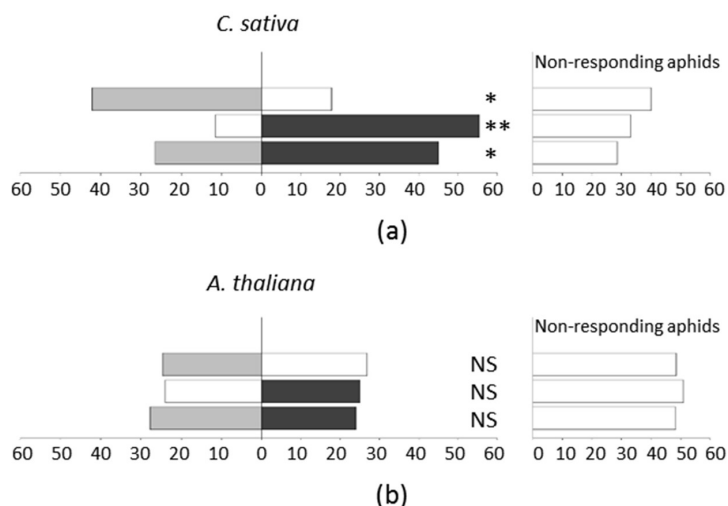 C. sativa
Non-responding aphids
*
**
*
60 50 40 30 20 10 0 10 20 30 40 50 60
0 10 20 30 40 50 60
(a)
A. thaliana
Non-responding aphids
NS
NS
NS
60 50 40 30 20 10 0 10 20 30 40 50 60
0 10 20 30 40 50 60
(b)